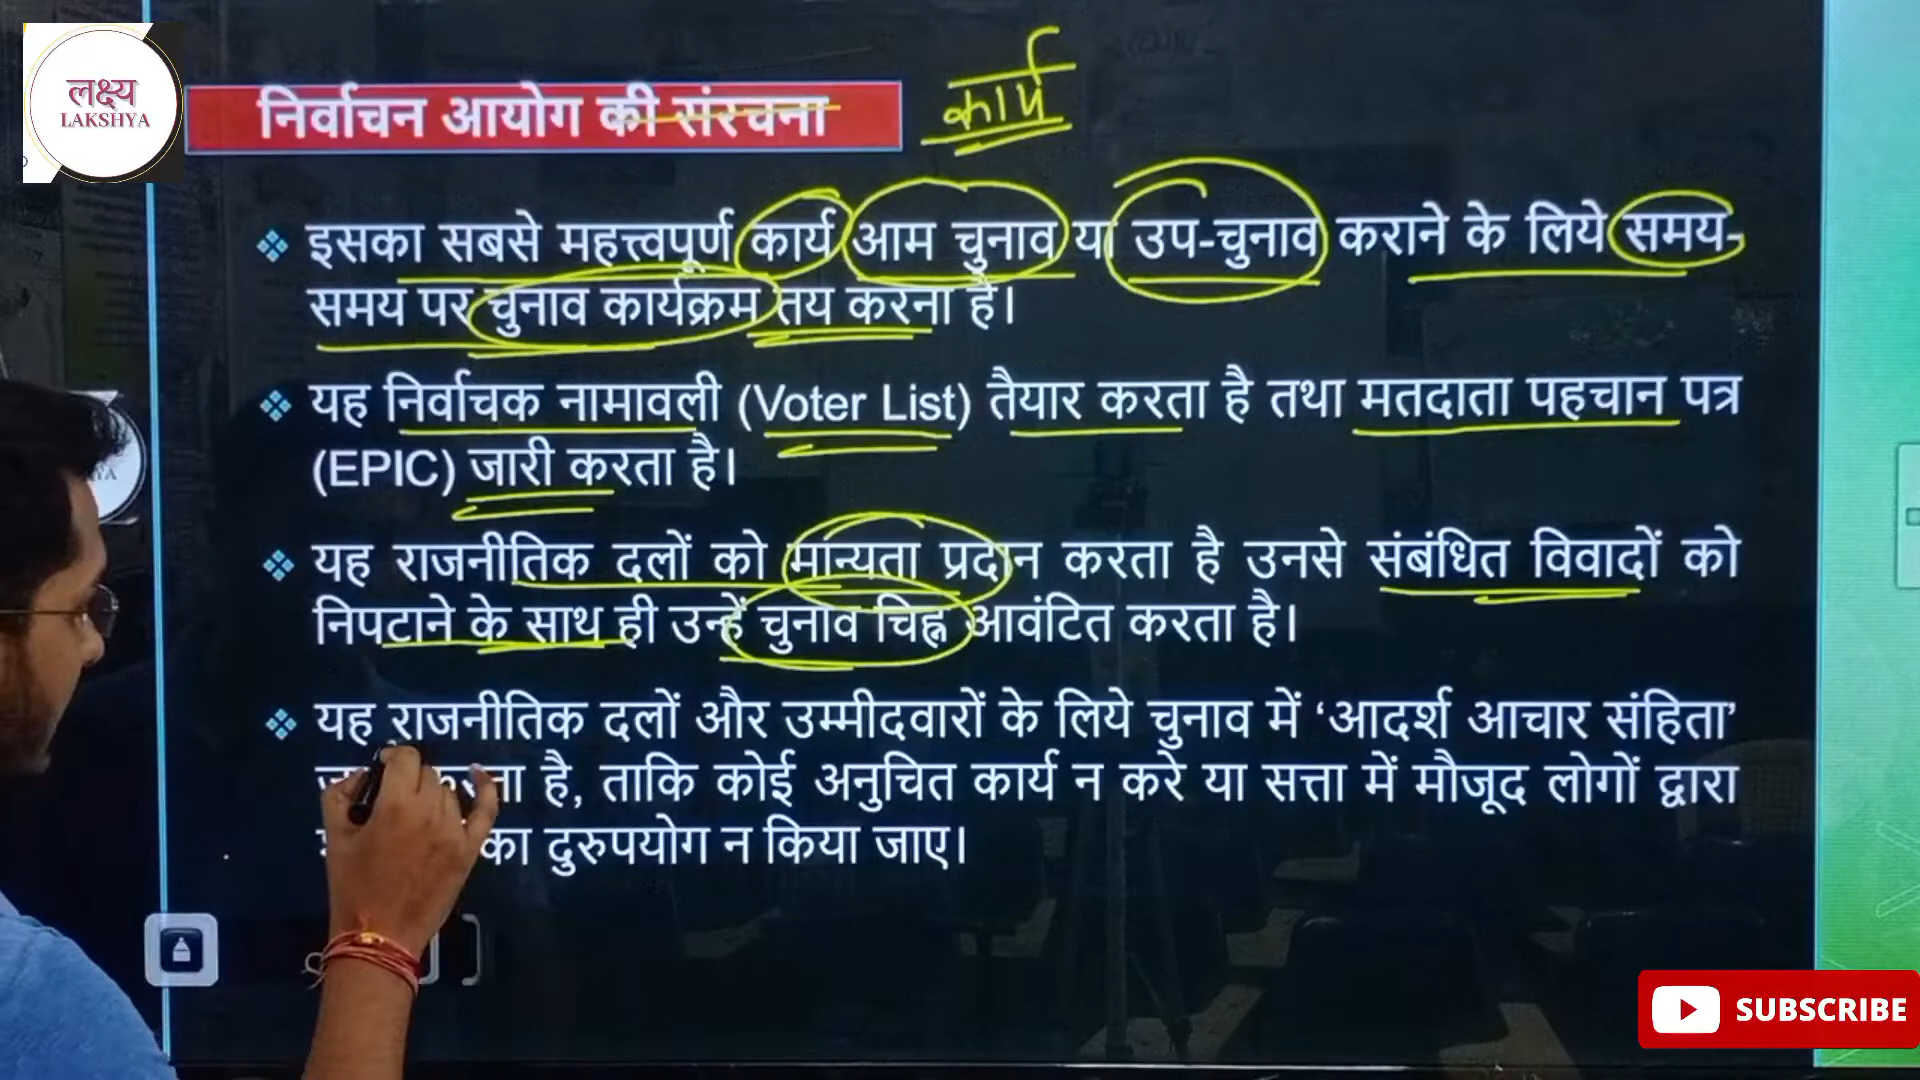 लक्ष्य
LAKSHYA
निर्वाचन आयोग की संरचना
कार्य
इसका सबसे महत्त्वपूर्ण कार्य आम चुनाव या उप-चुनाव कराने के लिये समय-
समय पर चुनाव कार्यक्रम तय करना है।
यह निर्वाचक नामावली (Voter List) तैयार करता है तथा मतदाता पहचान पत्र
(EPIC) जारी करता है।
यह राजनीतिक दलों को मान्यता प्रदान करता है उनसे संबंधित विवादों को
निपटाने के साथ ही उन्हें चुनाव चिह्न आवंटित करता है।
यह राजनीतिक दलों और उम्मीदवारों के लिये चुनाव में ‘आदर्श आचार संहिता’
है, ताकि कोई अनुचित कार्य न करे या सत्ता में मौजूद लोगों द्वारा
का दुरुपयोग न किया जाए।
SUBSCRIBE